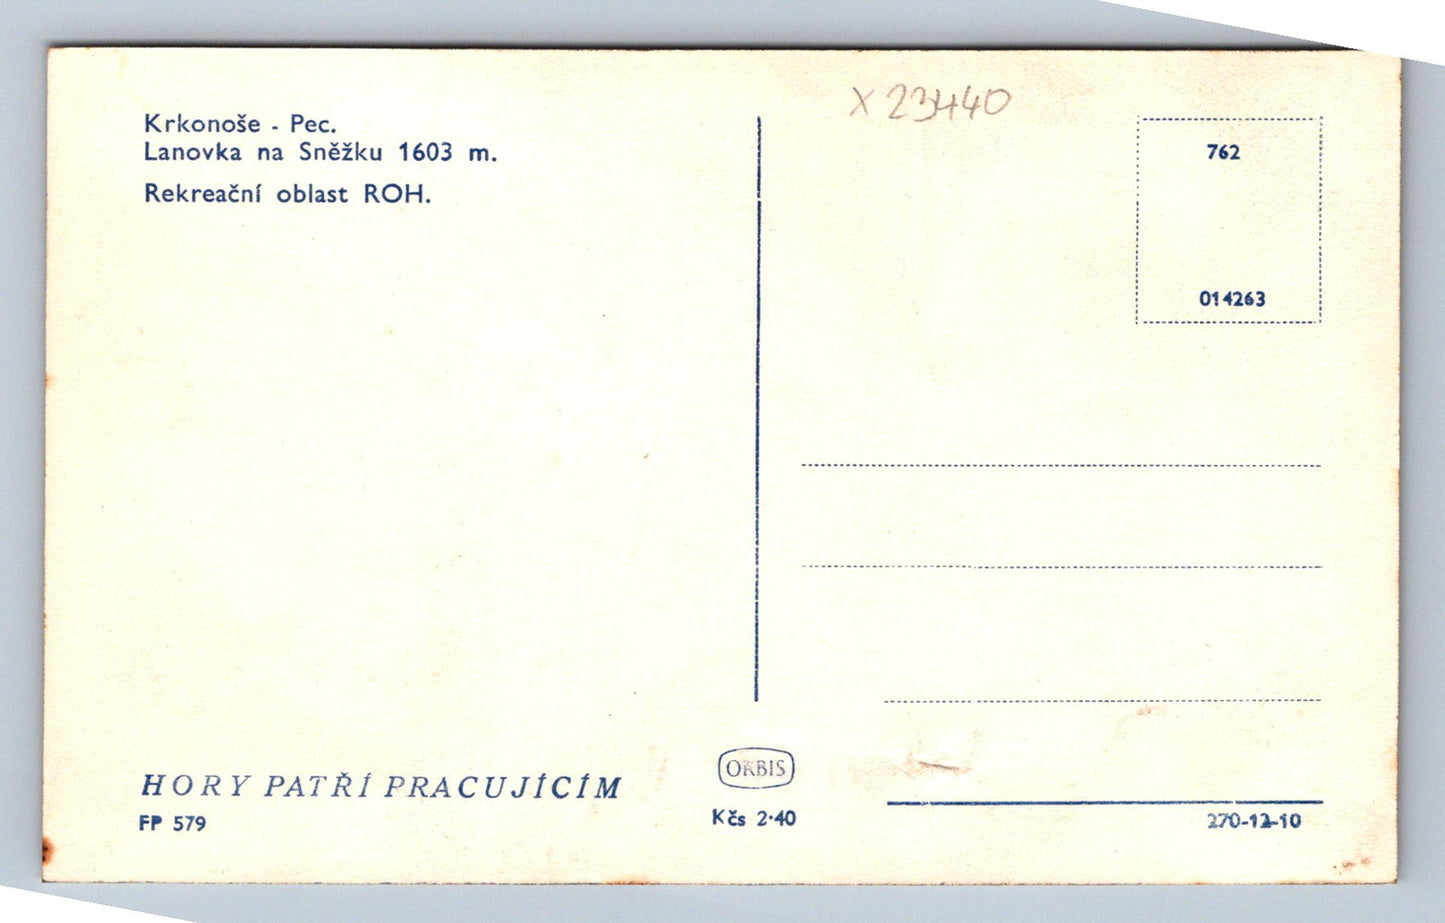 Krkonoše - Pec.
Lanovka na Sněžku 1603 m.
Rekreační oblast ROH.
X 23440
762
014263
HORY PATŘÍ PRACUJÍCÍM
FP 579
ORBIS
Kčs 2·40
270-12-10